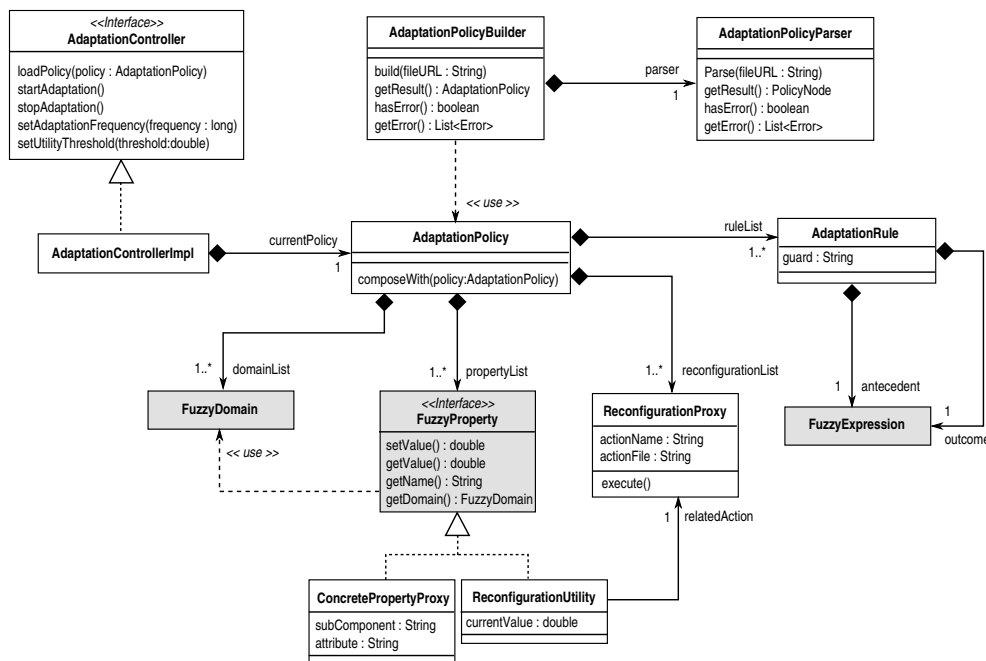 <<Interface>>
AdaptationController
loadPolicy(policy : AdaptationPolicy)
startAdaptation()
stopAdaptation()
setAdaptationFrequency(frequency : long)
setUtilityThreshold(threshold:double)
AdaptationPolicyBuilder
build(fileURL : String)
getResult() : AdaptationPolicy
hasError() : boolean
getError() : List<Error>
parser
1
AdaptationPolicyParser
Parse(fileURL : String)
getResult() : PolicyNode
hasError() : boolean
getError() : List<Error>
<< use >>
AdaptationControllerImpl
currentPolicy
1
AdaptationPolicy
composeWith(policy:AdaptationPolicy)
ruleList
1..*
AdaptationRule
guard : String
1..* domainList
1..* propertyList
1..* reconfigurationList
1 antecedent
1
outcome
FuzzyDomain
<< use >>
<<Interface>>
FuzzyProperty
setValue() : double
getValue() : double
getName() : String
getDomain() : FuzzyDomain
ReconfigurationProxy
actionName : String
actionFile : String
execute()
FuzzyExpression
1 relatedAction
ConcretePropertyProxy
subComponent : String
attribute : String
ReconfigurationUtility
currentValue : double